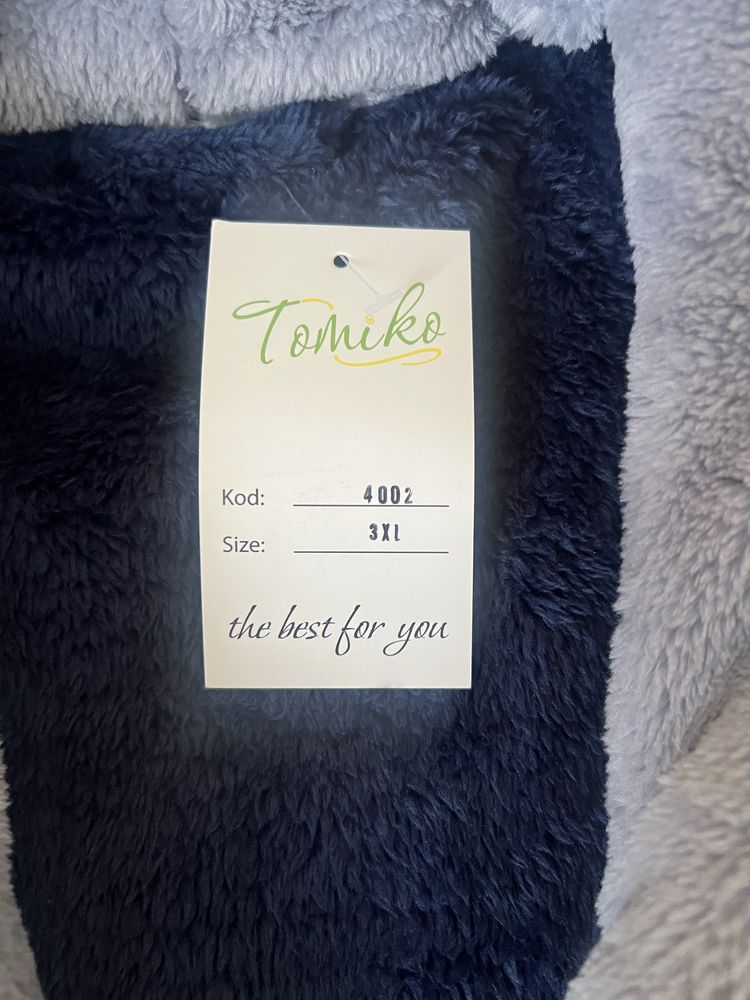 Tomiko
Kod: 4002
Size: 3XL
the best for you